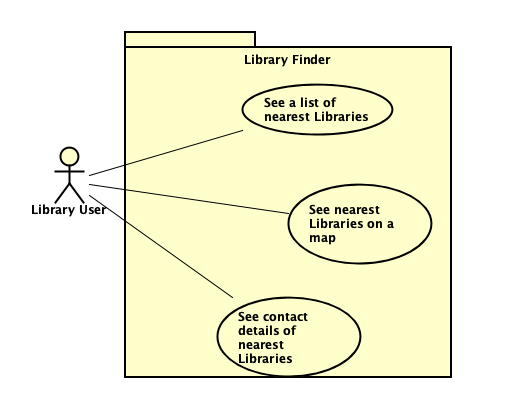 Library Finder
See a list of
nearest Libraries
Library User
See nearest
Libraries on a
map
See contact
details of
nearest
Libraries